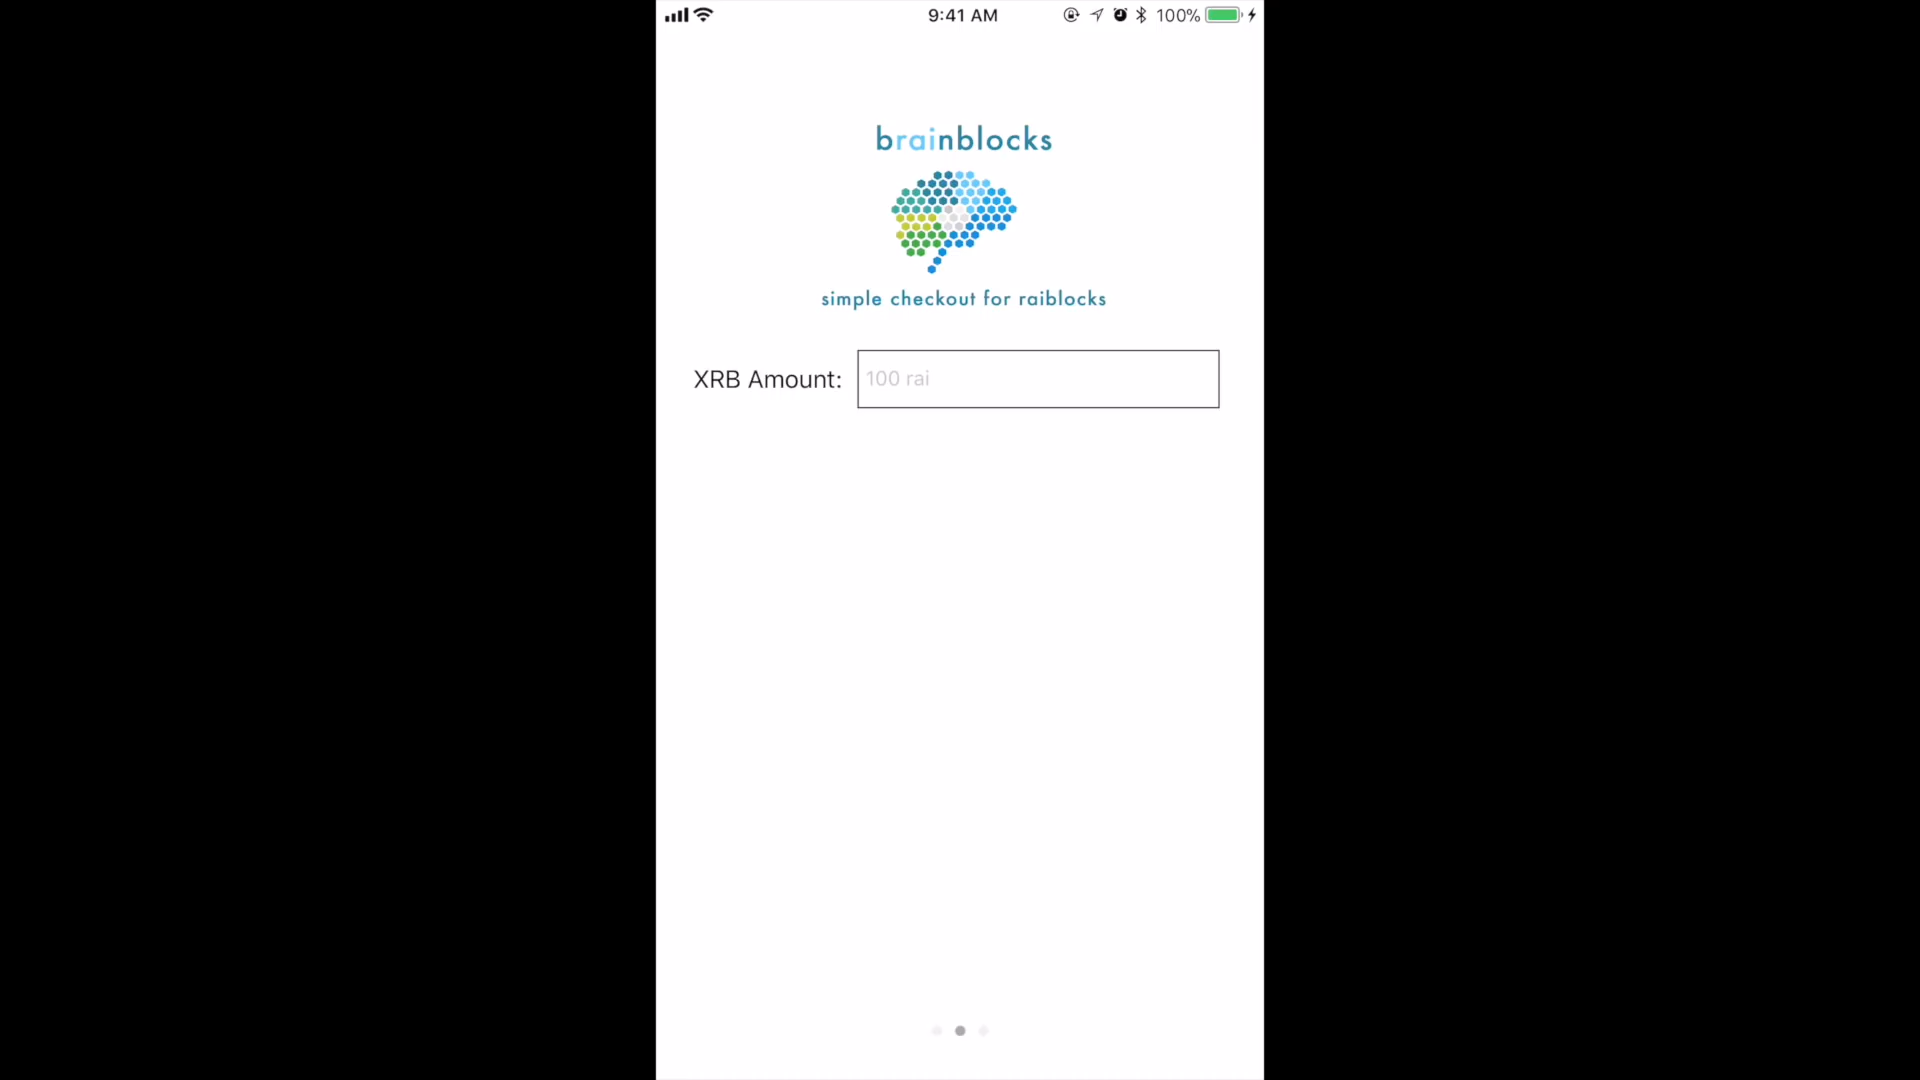 9:41 AM
100%
brainblocks
simple checkout for raiblocks
XRB Amount:
100 rai